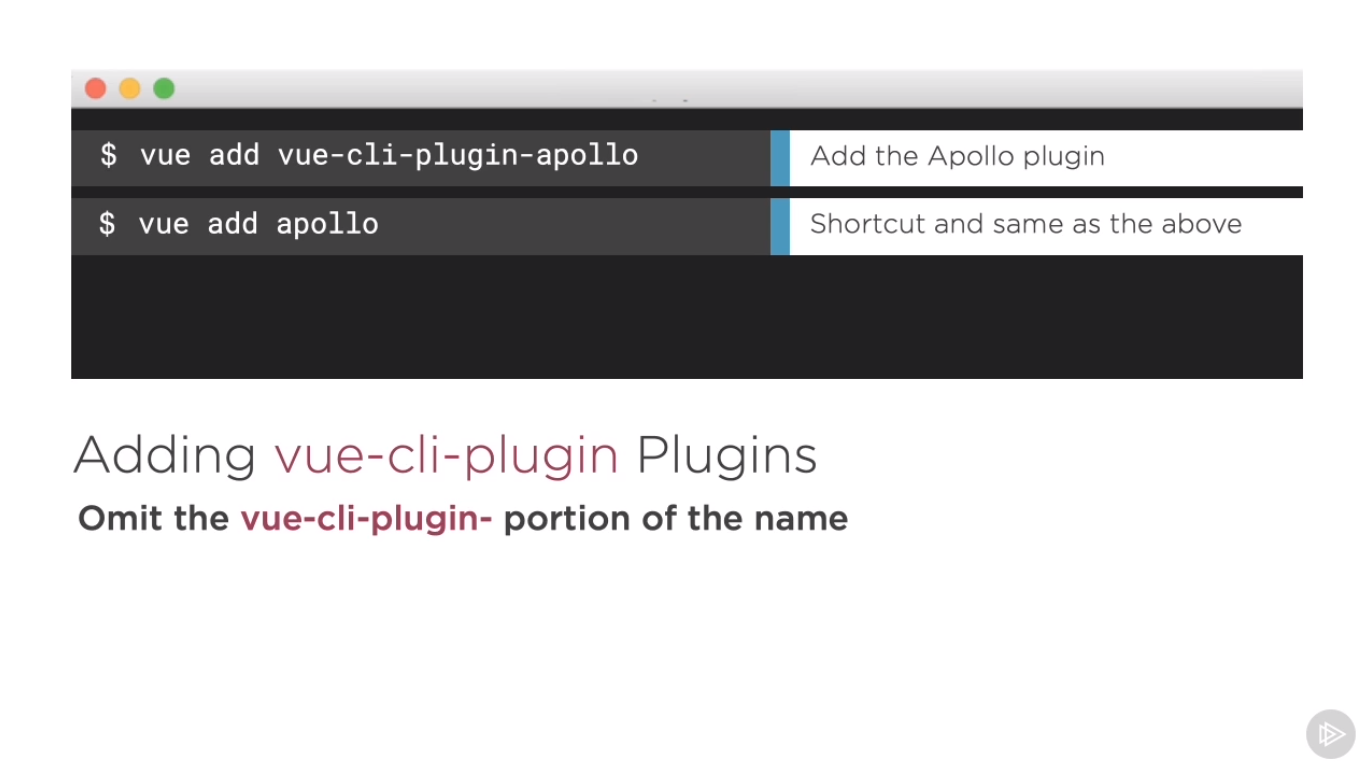 $ vue add vue-cli-plugin-apollo Add the Apollo plugin
$ vue add apollo Shortcut and same as the above
Adding vue-cli-plugin Plugins
Omit the vue-cli-plugin- portion of the name